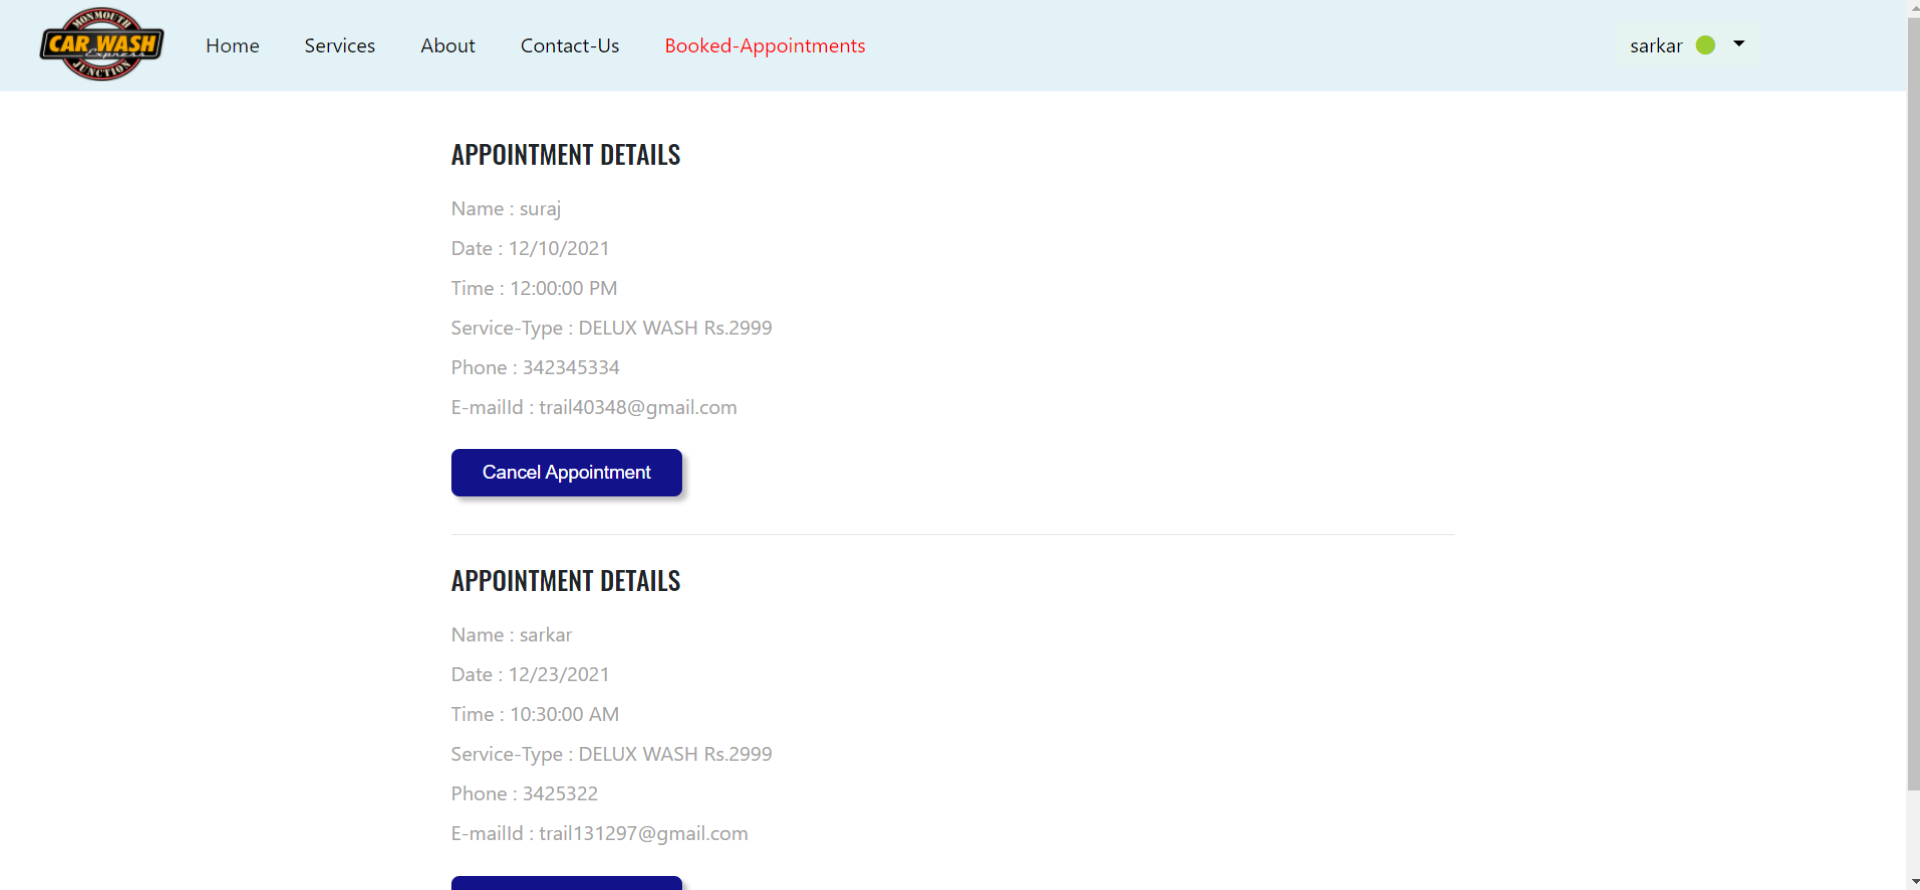 MONMOUTH
CAR WASH
Express
JUNCTION
Home
Services
About
Contact-Us
Booked-Appointments
sarkar
APPOINTMENT DETAILS
Name : suraj
Date : 12/10/2021
Time : 12:00:00 PM
Service-Type : DELUX WASH Rs.2999
Phone : 342345334
E-mailId : trail40348@gmail.com
Cancel Appointment
APPOINTMENT DETAILS
Name : sarkar
Date : 12/23/2021
Time : 10:30:00 AM
Service-Type : DELUX WASH Rs.2999
Phone : 3425322
E-mailId : trail131297@gmail.com